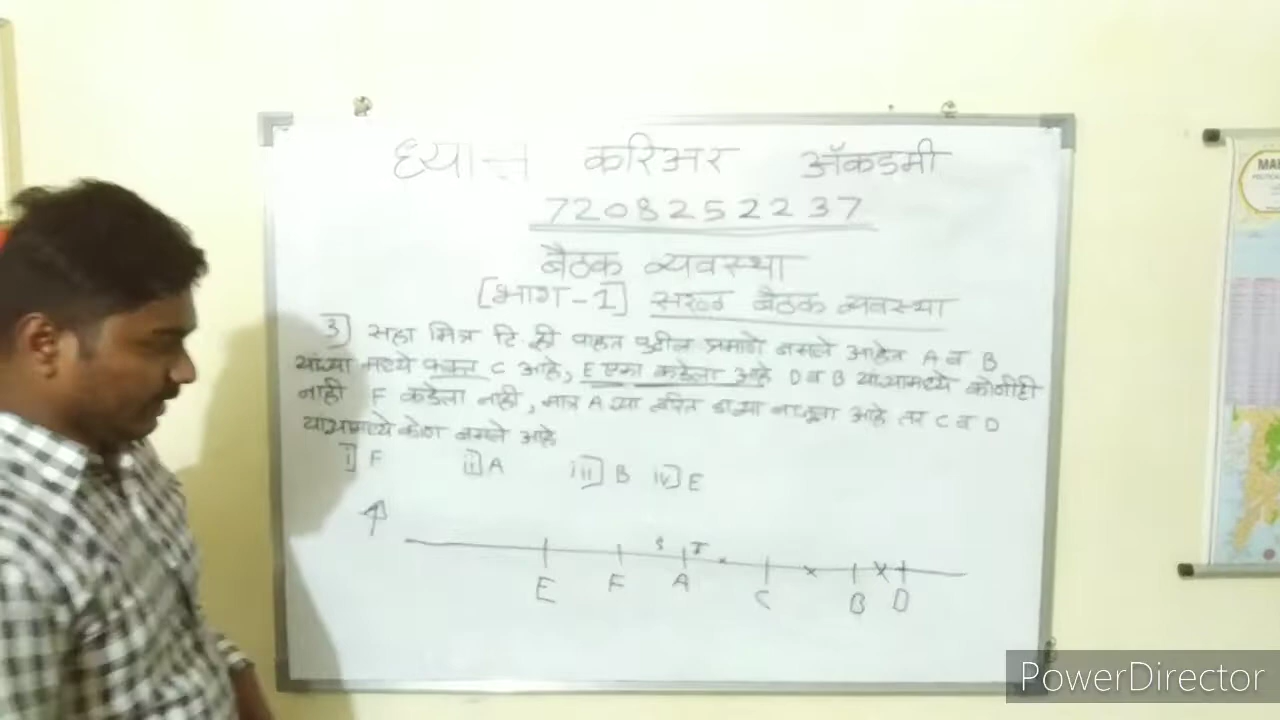 ध्यान करिअर ॲकडमी
7208252237
बैठक व्यवस्था
[भाग-1] सरळ बैठक व्यवस्था
3] सहा मित्र टि.व्ही पाहत पुढील प्रमाणे बसले आहेत A व B
यांच्या मध्ये फक्त C आहे, E एका कडेला आहे D व B यांच्यामध्ये कोणीही
नाही F कडेला नाही, मात्र A च्या डाव्या बाजूला आहे तर C व D
यांच्यामध्ये कोण बसले आहे
i] F ii] A iii] B iv] E
E F A C B D
MA
PowerDirector